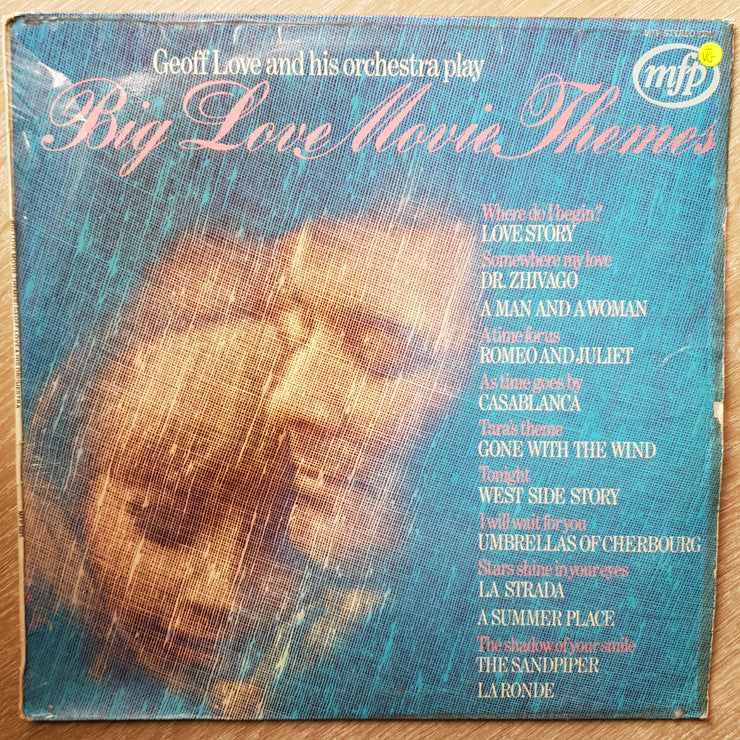 MFP STEREO
VG-
mfp
Geoff Love and his orchestra play
Big Love Movie Themes
Where do I begin?
LOVE STORY
Somewhere my love
DR. ZHIVAGO
A MAN AND A WOMAN
A time for us
ROMEO AND JULIET
As time goes by
CASABLANCA
Tara's theme
GONE WITH THE WIND
Tonight
WEST SIDE STORY
I will wait for you
UMBRELLAS OF CHERBOURG
Stars shine in your eyes
LA STRADA
A SUMMER PLACE
The shadow of your smile
THE SANDPIPER
LA RONDE